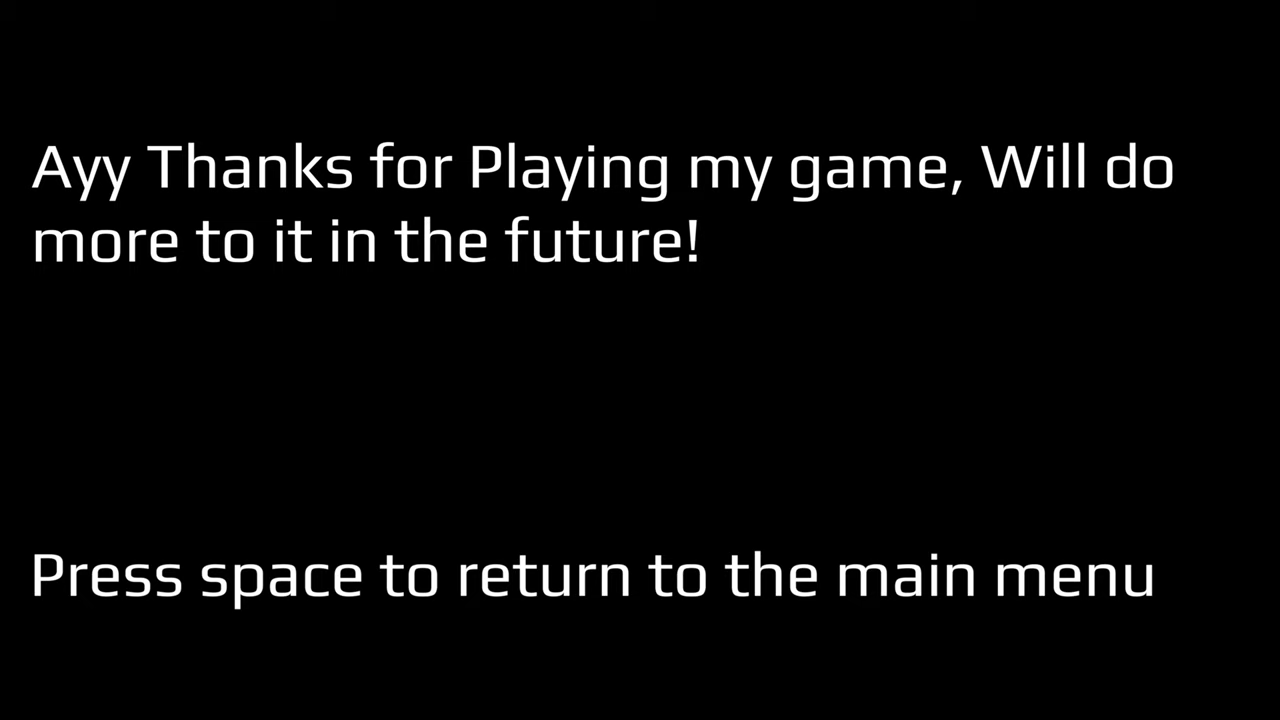 Ayy Thanks for Playing my game, Will do
more to it in the future!
Press space to return to the main menu